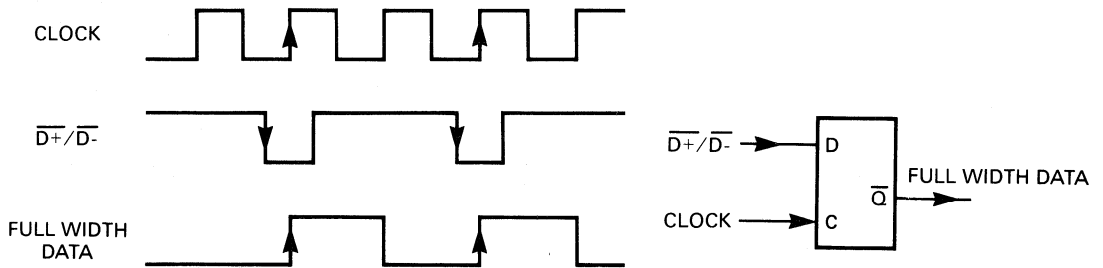 CLOCK
D̅+̅/D̅-̅
FULL WIDTH
DATA
D̅+̅/D̅-̅
D
Q̅
FULL WIDTH DATA
CLOCK
C